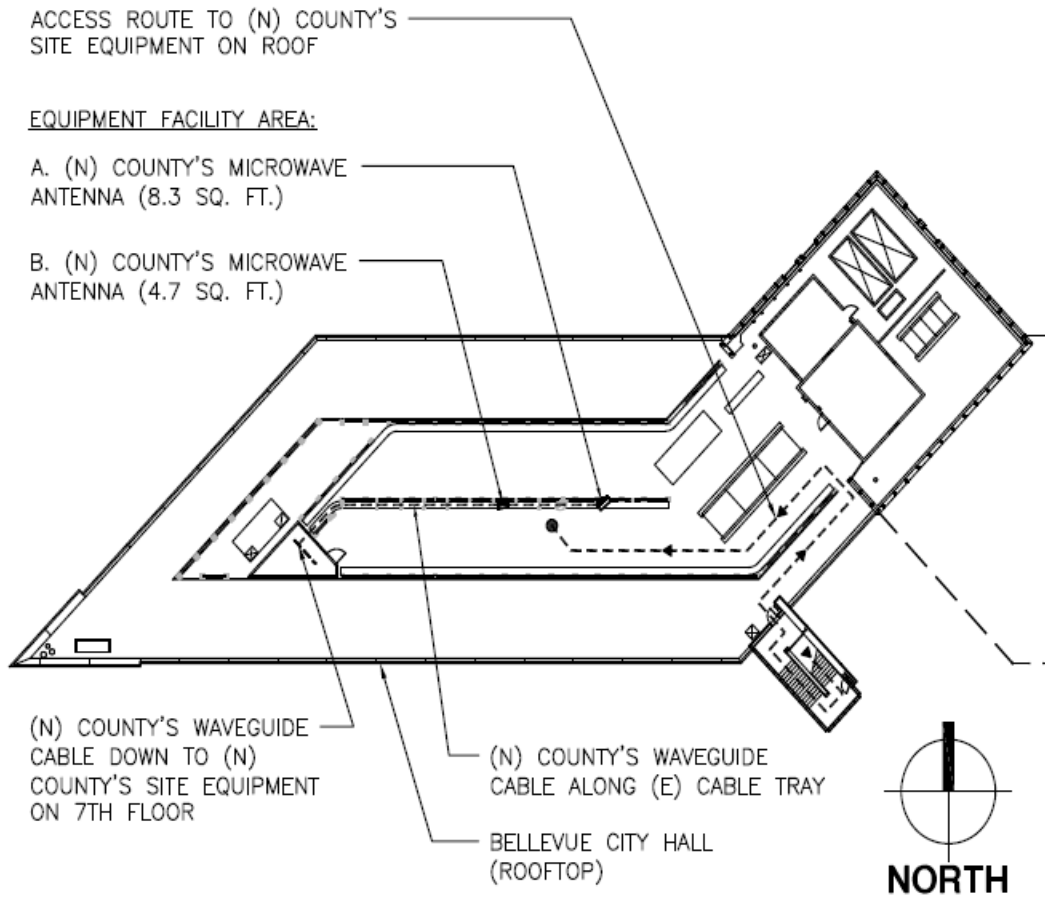 ACCESS ROUTE TO (N) COUNTY'S
SITE EQUIPMENT ON ROOF
EQUIPMENT FACILITY AREA:
A. (N) COUNTY'S MICROWAVE
ANTENNA (8.3 SQ. FT.)
B. (N) COUNTY'S MICROWAVE
ANTENNA (4.7 SQ. FT.)
(N) COUNTY'S WAVEGUIDE
CABLE DOWN TO (N)
COUNTY'S SITE EQUIPMENT
ON 7TH FLOOR
(N) COUNTY'S WAVEGUIDE
CABLE ALONG (E) CABLE TRAY
BELLEVUE CITY HALL
(ROOFTOP)
NORTH